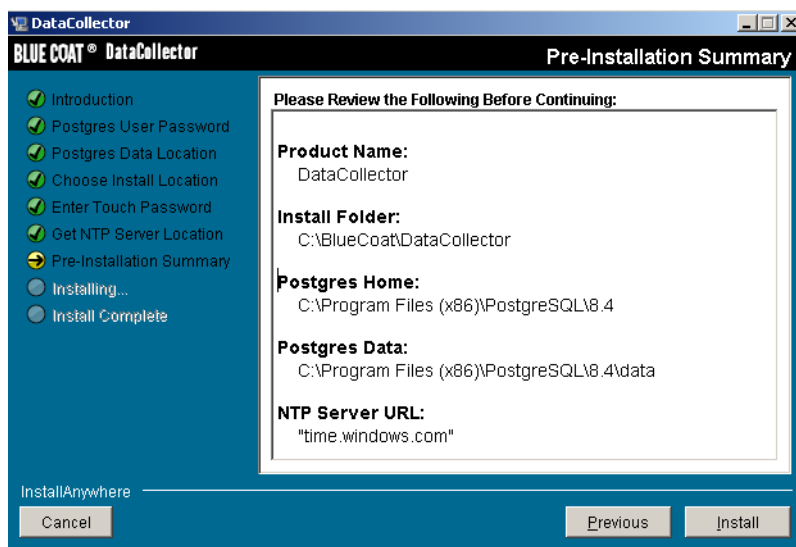 DataCollector
BLUE COAT ® DataCollector
Pre-Installation Summary
Introduction
Postgres User Password
Postgres Data Location
Choose Install Location
Enter Touch Password
Get NTP Server Location
Pre-Installation Summary
Installing...
Install Complete
Please Review the Following Before Continuing:
Product Name:
DataCollector
Install Folder:
C:\BlueCoat\DataCollector
Postgres Home:
C:\Program Files (x86)\PostgreSQL\8.4
Postgres Data:
C:\Program Files (x86)\PostgreSQL\8.4\data
NTP Server URL:
"time.windows.com"
InstallAnywhere
Cancel
Previous
Install